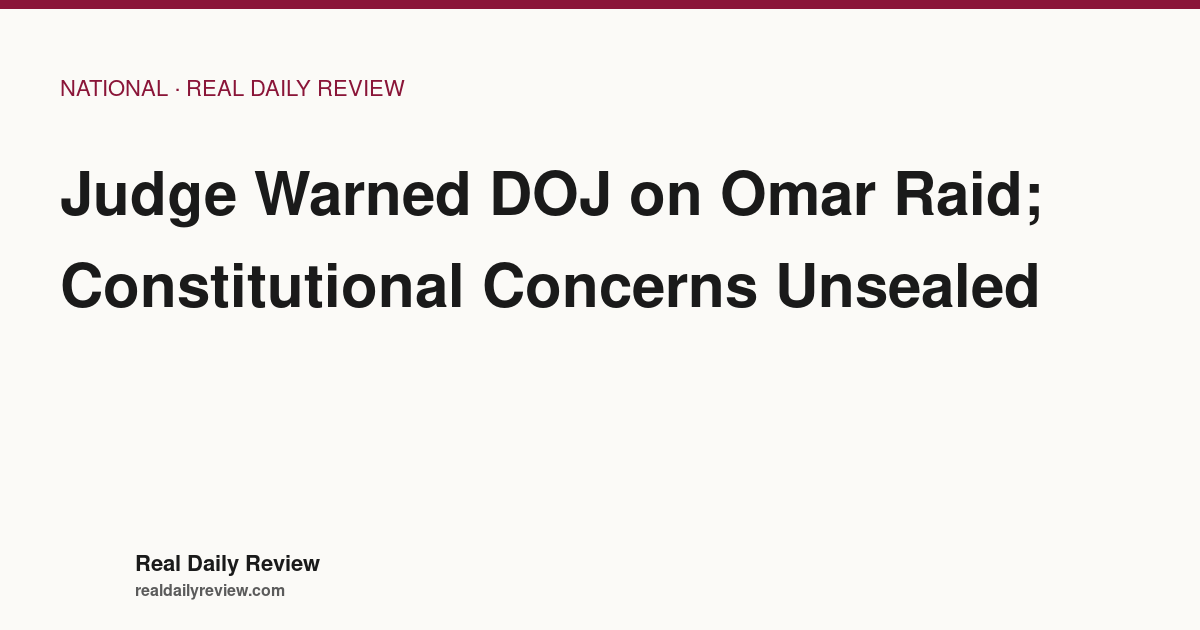 NATIONAL · REAL DAILY REVIEW
Judge Warned DOJ on Omar Raid;
Constitutional Concerns Unsealed
Real Daily Review
realdailyreview.com